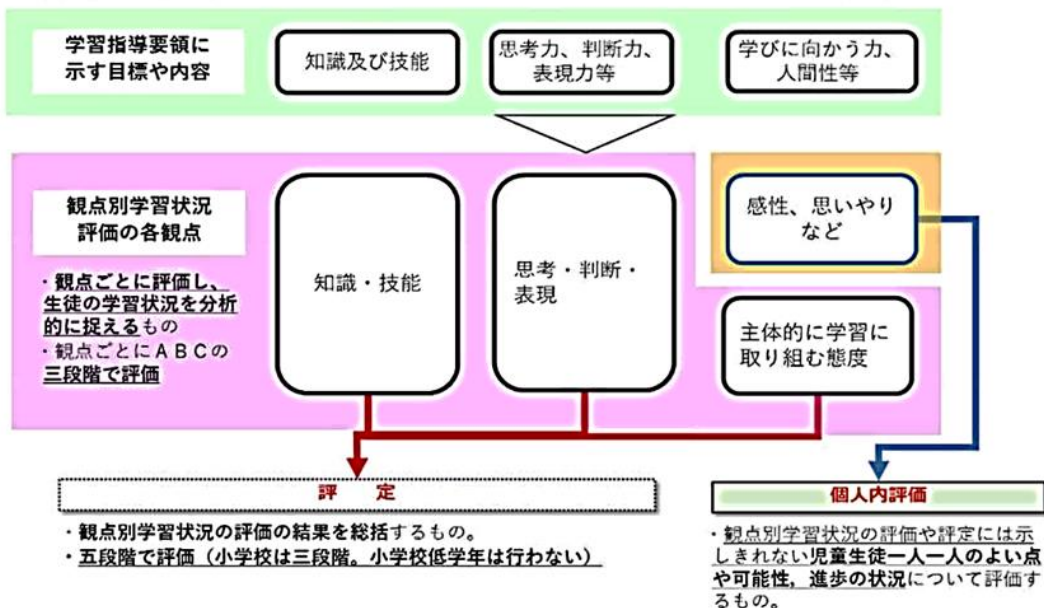 学習指導要領に
示す目標や内容
知識及び技能
思考力、判断力、
表現力等
学びに向かう力、
人間性等
観点別学習状況
評価の各観点
・観点ごとに評価し、
生徒の学習状況を分析
的に捉えるもの
・観点ごとにＡＢＣの
三段階で評価
知識・技能
思考・判断・
表現
感性、思いやり
など
主体的に学習に
取り組む態度
評　定
・観点別学習状況の評価の結果を総括するもの。
・五段階で評価（小学校は三段階。小学校低学年は行わない）
個人内評価
・観点別学習状況の評価や評定には示
しきれない児童生徒一人一人のよい点
や可能性，進歩の状況について評価す
るもの。